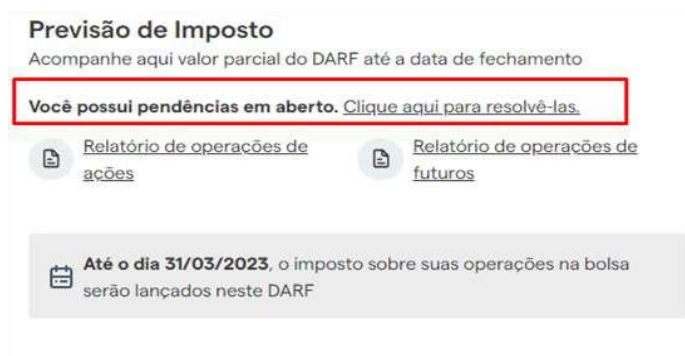 Previsão de Imposto
Acompanhe aqui valor parcial do DARF até a data de fechamento
Você possui pendências em aberto. Clique aqui para resolvê-las.
Relatório de operações de
ações
Relatório de operações de
futuros
Até o dia 31/03/2023, o imposto sobre suas operações na bolsa
serão lançados neste DARF